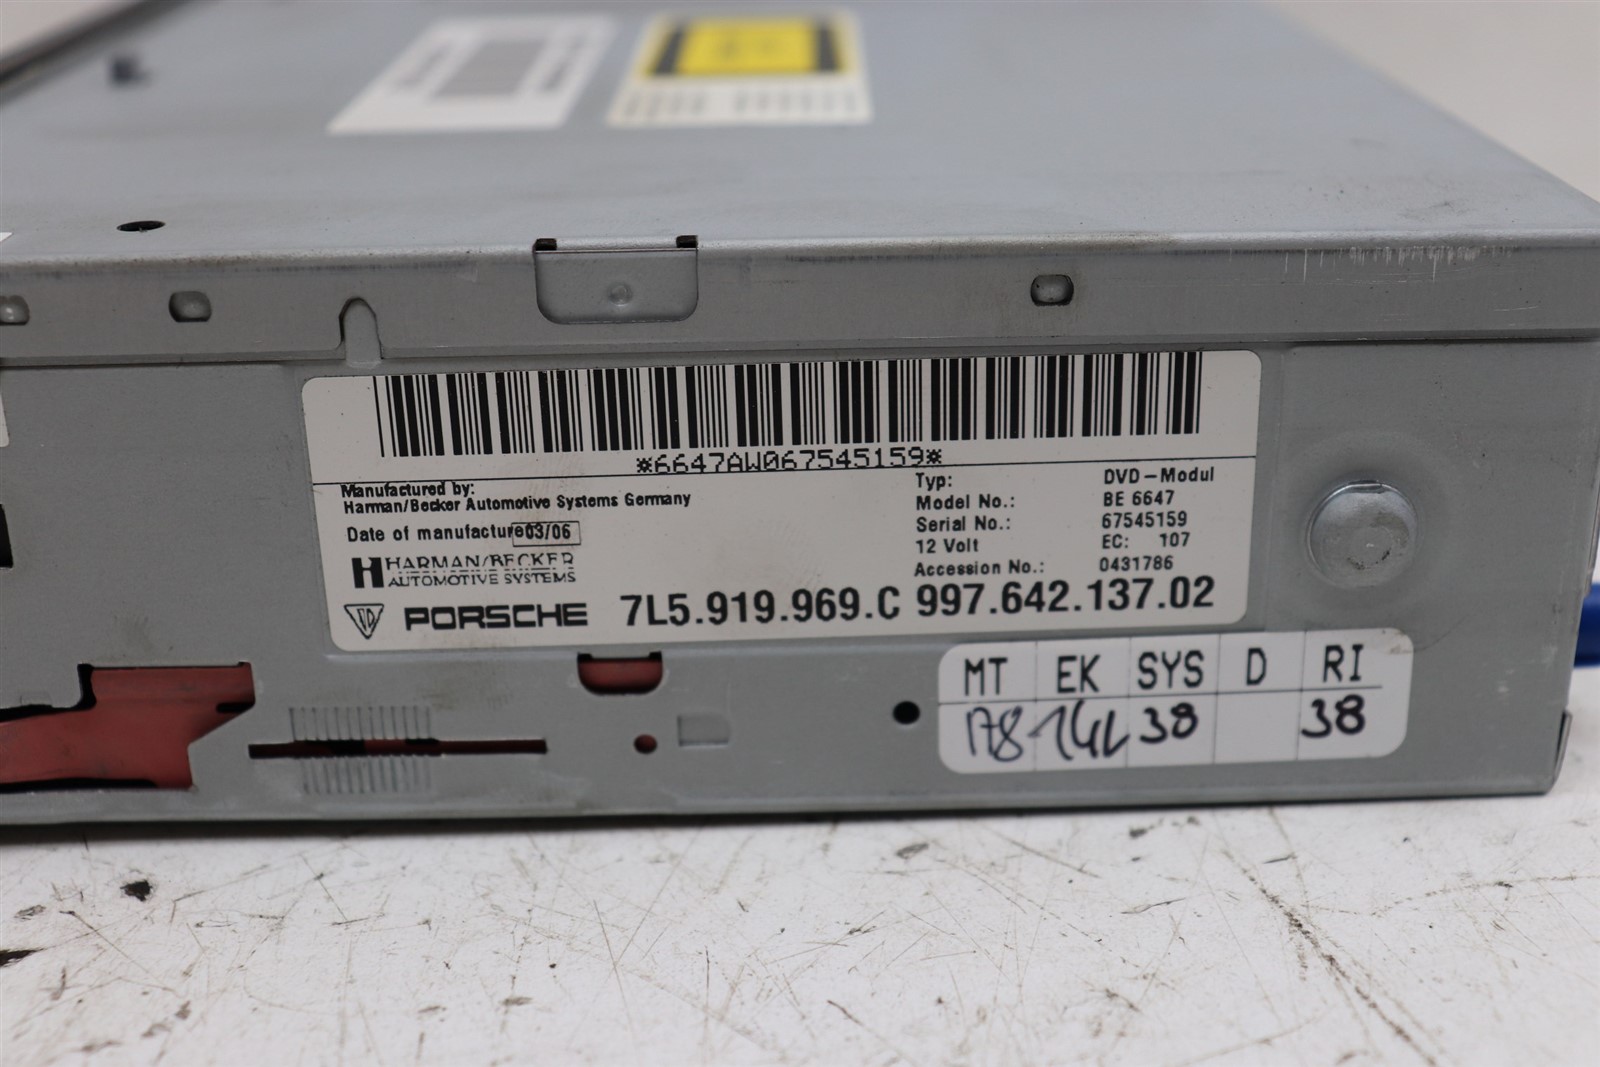 *6647AW067545159*
Manufactured by:
Harman/Becker Automotive Systems Germany
Date of manufacture 03/06
HARMAN/BECKER
AUTOMOTIVE SYSTEMS
Typ: DVD-Modul
Model No.: BE 6647
Serial No.: 67545159
12 Volt EC: 107
Accession No.: 0431786
PORSCHE 7L5.919.969.C 997.642.137.02
MT EK SYS D RI
178 38 38